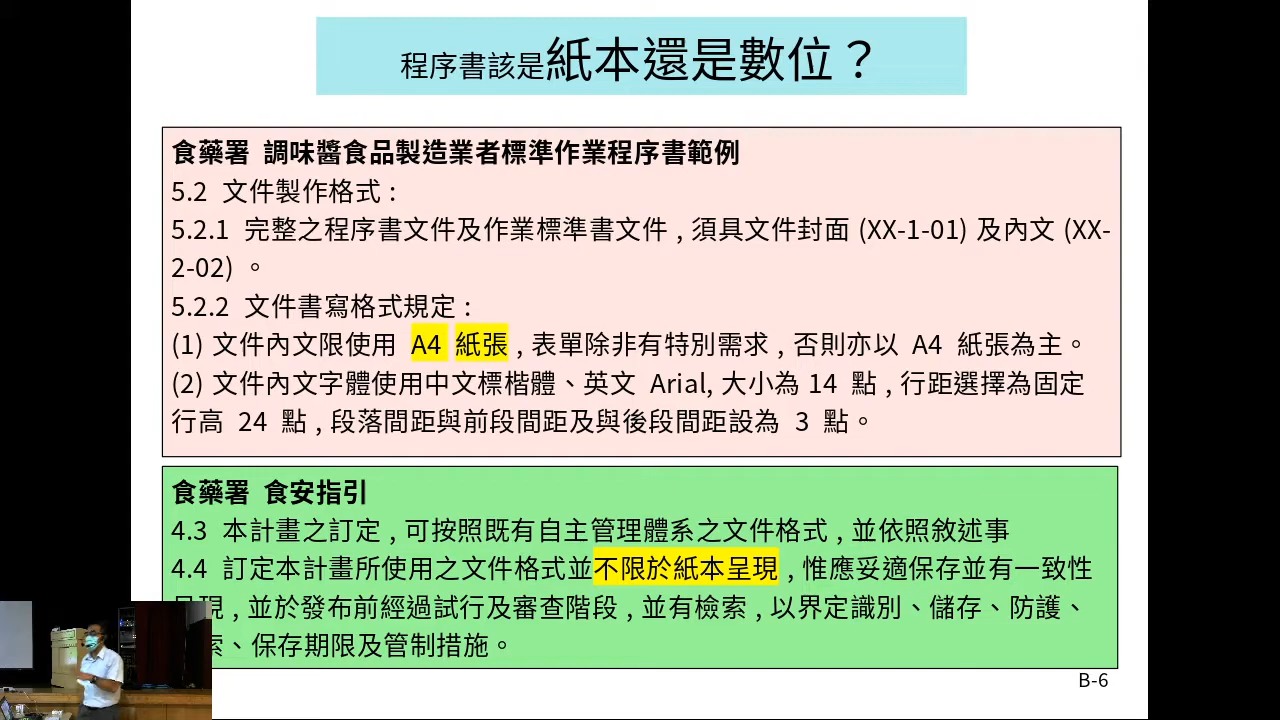 程序書該是紙本還是數位？
食藥署 調味醬食品製造業者標準作業程序書範例
5.2 文件製作格式：
5.2.1 完整之程序書文件及作業標準書文件，須具文件封面 (XX-1-01) 及內文 (XX-
2-02) 。
5.2.2 文件書寫格式規定：
(1) 文件內文限使用 A4 紙張，表單除非有特別需求，否則亦以 A4 紙張為主。
(2) 文件內文字體使用中文標楷體、英文 Arial, 大小為 14 點，行距選擇為固定
行高 24 點，段落間距與前段間距及與後段間距設為 3 點。
食藥署 食安指引
4.3 本計畫之訂定，可按照既有自主管理體系之文件格式，並依照敘述事
4.4 訂定本計畫所使用之文件格式並不限於紙本呈現，惟應妥適保存並有一致性
現，並於發布前經過試行及審查階段，並有檢索，以界定識別、儲存、防護、
、保存期限及管制措施。
B-6